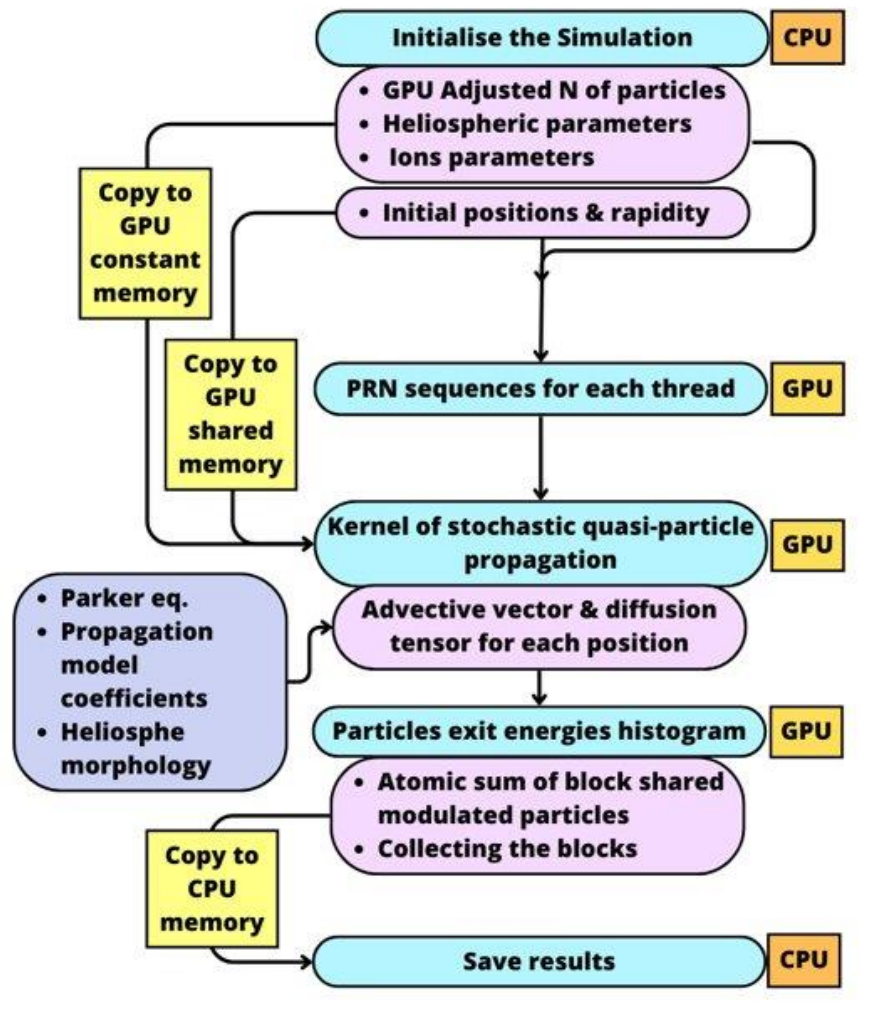 Initialise the Simulation
CPU
• GPU Adjusted N of particles
• Heliospheric parameters
• Ions parameters
• Initial positions & rapidity
Copy to
GPU
constant
memory
Copy to
GPU
shared
memory
PRN sequences for each thread
GPU
Kernel of stochastic quasi-particle
propagation
GPU
• Parker eq.
• Propagation
model
coefficients
• Heliosphe
morphology
Advective vector & diffusion
tensor for each position
Particles exit energies histogram
GPU
• Atomic sum of block shared
modulated particles
• Collecting the blocks
Copy to
CPU
memory
Save results
CPU